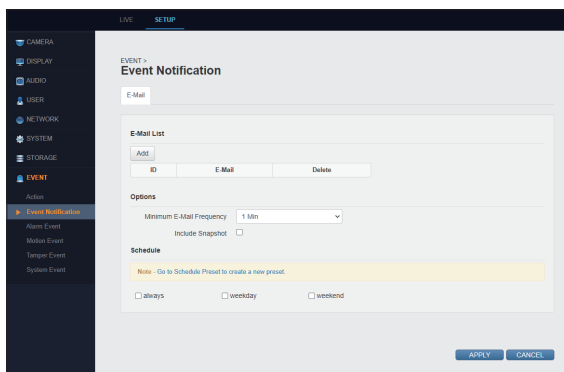 LIVE SETUP
CAMERA
DISPLAY
AUDIO
USER
NETWORK
SYSTEM
STORAGE
EVENT
Action
Event Notification
Alarm Event
Motion Event
Tamper Event
System Event
EVENT >
Event Notification
E-Mail
E-Mail List
Add
ID E-Mail Delete
Options
Minimum E-Mail Frequency 1 Min
Include Snapshot
Schedule
Note - Go to Schedule Preset to create a new preset
always weekday weekend
APPLY CANCEL